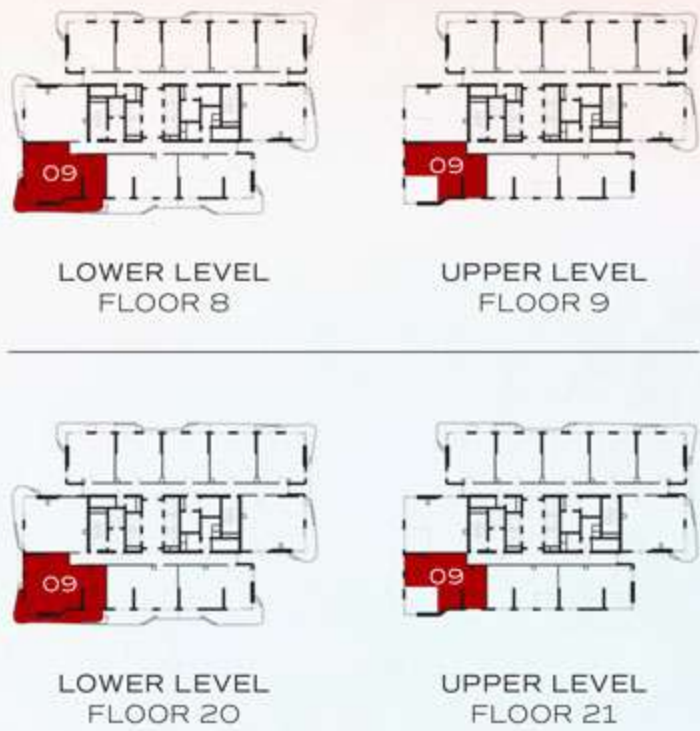 09
09
LOWER LEVEL
FLOOR 8
UPPER LEVEL
FLOOR 9
09
09
LOWER LEVEL
FLOOR 20
UPPER LEVEL
FLOOR 21